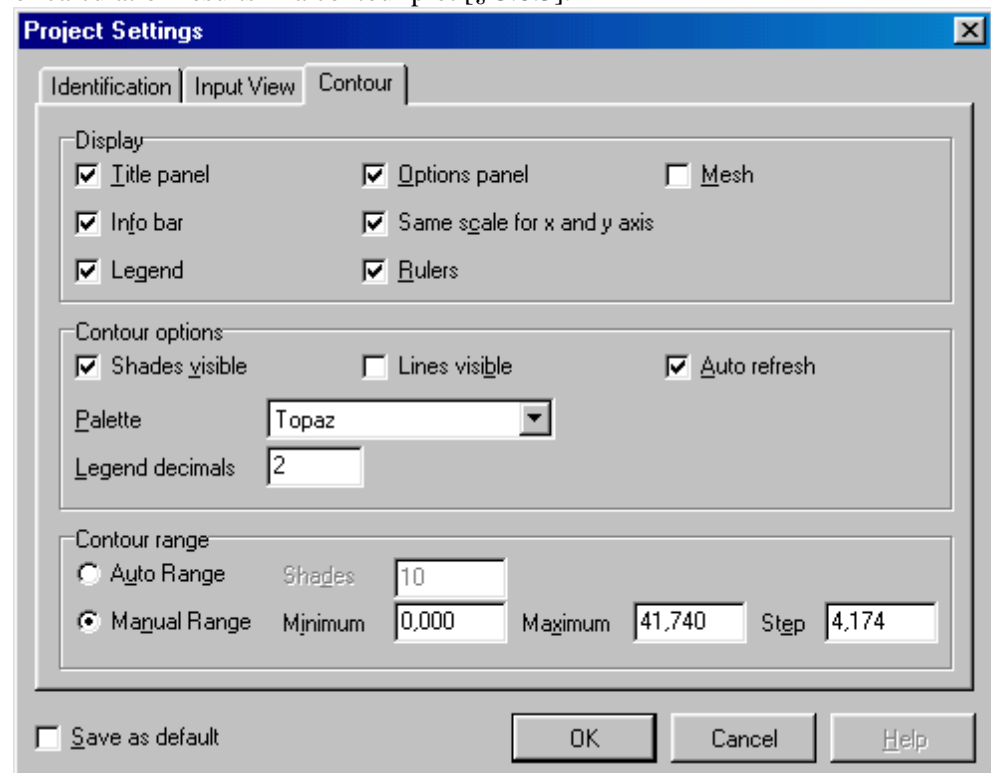 Project Settings
Identification Input View Contour
Display
Title panel Options panel Mesh
Info bar Same scale for x and y axis
Legend Rulers
Contour options
Shades visible Lines visible Auto refresh
Palette Topaz
Legend decimals 2
Contour range
Auto Range Shades 10
Manual Range Minimum 0,000 Maximum 41,740 Step 4,174
Save as default OK Cancel Help